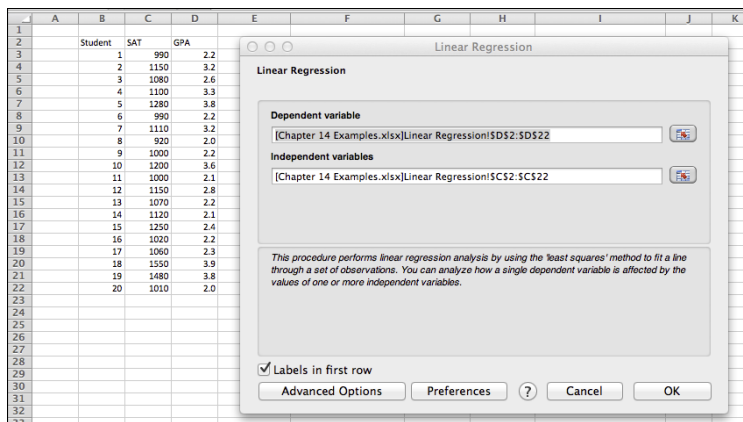 A B C D E F G H I J K
1
2 Student SAT GPA
3 1 990 2.2
4 2 1150 3.2
5 3 1080 2.6
6 4 1100 3.3
7 5 1280 3.8
8 6 990 2.2
9 7 1110 3.2
10 8 920 2.0
11 9 1000 2.2
12 10 1200 3.6
13 11 1000 2.1
14 12 1150 2.8
15 13 1070 2.2
16 14 1120 2.1
17 15 1250 2.4
18 16 1020 2.2
19 17 1060 2.3
20 18 1550 3.9
21 19 1480 3.8
22 20 1010 2.0
23
24
25
26
27
28
29
30
31
32
Linear Regression
Linear Regression
Dependent variable
[Chapter 14 Examples.xlsx]Linear Regression!$D$2:$D$22
Independent variables
[Chapter 14 Examples.xlsx]Linear Regression!$C$2:$C$22
This procedure performs linear regression analysis by using the 'least squares' method to fit a line
through a set of observations. You can analyze how a single dependent variable is affected by the
values of one or more independent variables.
Labels in first row
Advanced Options Preferences ? Cancel OK